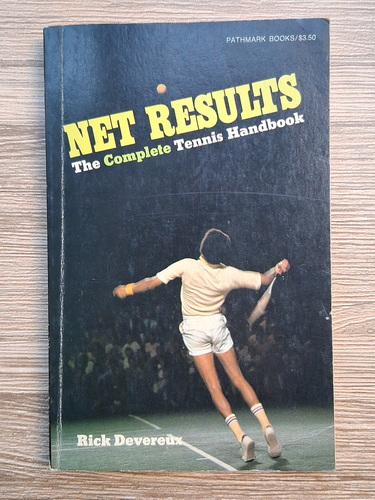 PATHMARK BOOKS/$3.50
NET RESULTS
The Complete Tennis Handbook
Rick Devereux